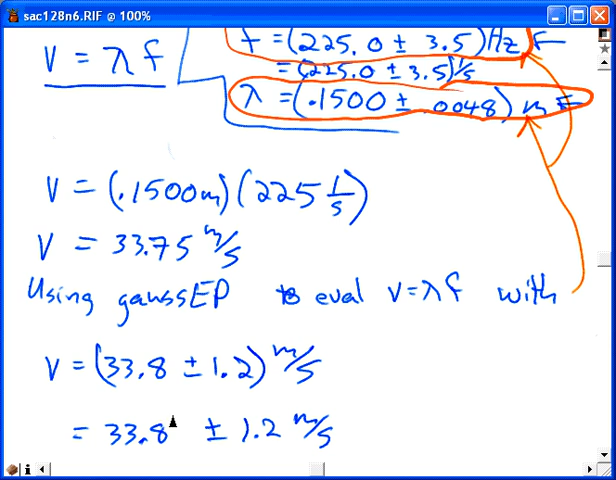 sac128n6.RIF @ 100%
V = λ f
f = (225.0 ± 3.5) Hz F
= (225.0 ± 3.5) 1/s
λ = (.1500 ± .0048) m F
V = (.1500m) (225 1/s)
V = 33.75 m/s
Using gaussEP to eval v=λf with
V = (33.8 ± 1.2) m/s
= 33.8 ± 1.2 m/s